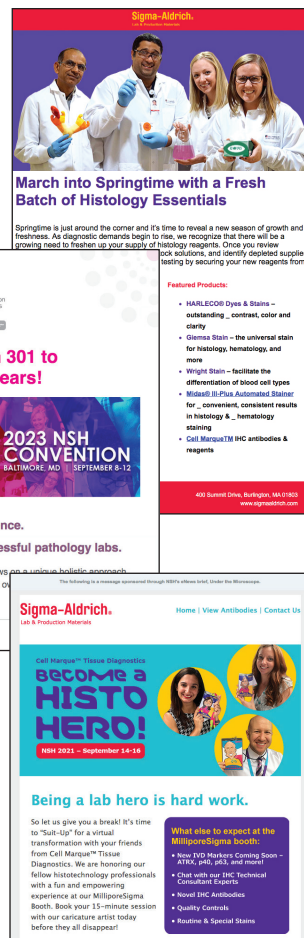 Sigma-Aldrich®
Lab & Production Materials
March into Springtime with a Fresh
Batch of Histology Essentials
Springtime is just around the corner and it's time to reveal a new season of growth and
freshness. As diagnostic demands begin to rise, we recognize that there will be a
growing need to freshen up your supply of histology reagents. Once you review
ock solutions, and identify depleted supplie
testing by securing your new reagents from
Featured Products:
• HARLECO® Dyes & Stains –
outstanding _ contrast, color and
clarity
• Giemsa Stain – the universal stain
for histology, hematology, and
more
• Wright Stain – facilitate the
differentiation of blood cell types
• Midas® III-Plus Automated Stainer
for _ convenient, consistent results
in histology & _ hematology
staining
• Cell MarqueTM IHC antibodies &
reagents
400 Summit Drive, Burlington, MA 01803
www.sigmaaldrich.com
301 to
ears!
2023 NSH
CONVENTION
BALTIMORE, MD | SEPTEMBER 8-12
nce.
essful pathology labs.
ws on a unique holistic approach
ov
The following is a message sponsored through NSH's eNews brief, Under the Microscope.
Sigma-Aldrich®
Lab & Production Materials
Home | View Antibodies | Contact Us
Cell Marque™ Tissue Diagnostics
BECOME A
HISTO
HERO!
NSH 2021 – September 14-16
Being a lab hero is hard work.
So let us give you a break! It's time
to "Suit-Up" for a virtual
transformation with your friends
from Cell Marque™ Tissue
Diagnostics. We are honoring our
fellow histotechnology professionals
with a fun and empowering
experience at our MilliporeSigma
Booth. Book your 15-minute session
with our caricature artist today
before they all disappear!
What else to expect at the
MilliporeSigma booth:
• New IVD Markers Coming Soon –
ATRX, p40, p63, and more!
• Chat with our IHC Technical
Consultant Experts
• Novel IHC Antibodies
• Quality Controls
• Routine & Special Stains